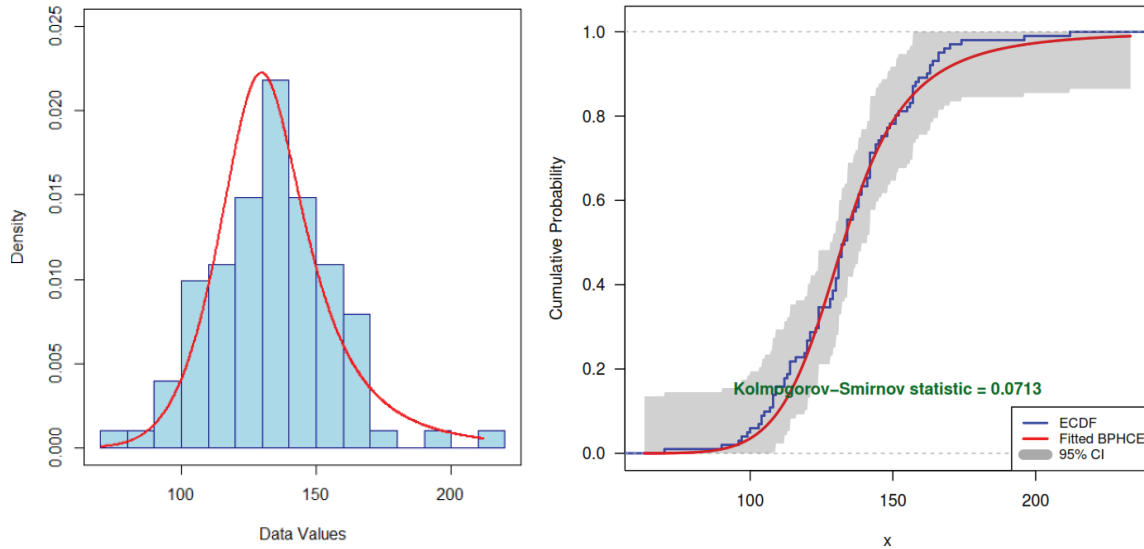 0.025
0.020
0.015
0.010
0.005
0.000
Density
100 150 200
Data Values
1.0
0.8
0.6
0.4
0.2
0.0
Cumulative Probability
Kolmogorov−Smirnov statistic = 0.0713
ECDF
Fitted BPHCE
95% CI
100 150 200
x